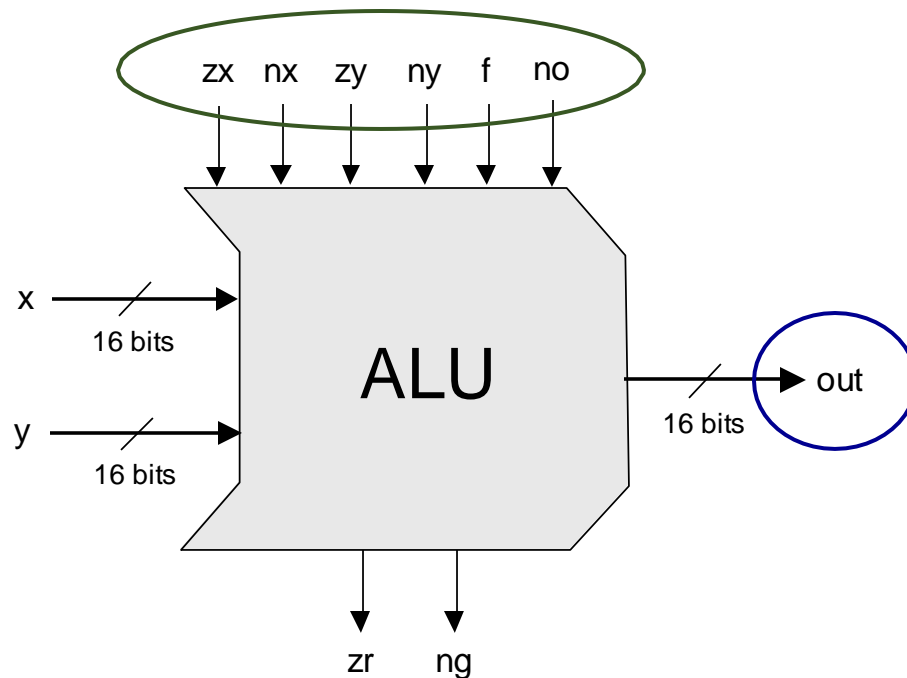 zx nx zy ny f no
x
16 bits
ALU
out
16 bits
y
16 bits
zr ng